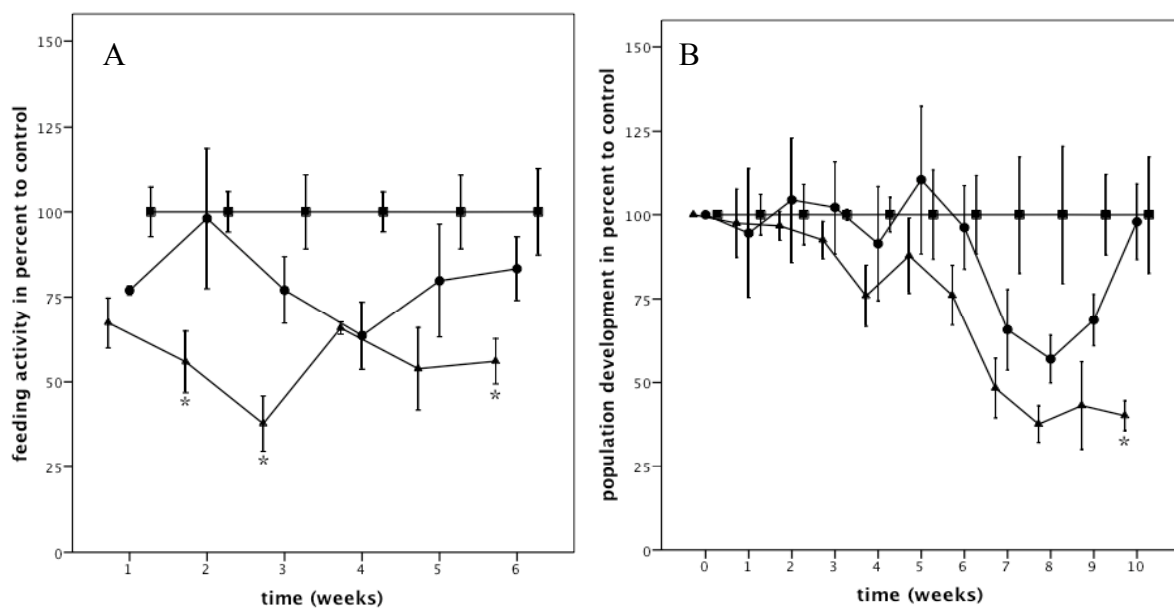 A
feeding activity in percent to control
150
125
100
75
50
25
0
*
*
*
1 2 3 4 5 6
time (weeks)
B
population development in percent to control
150
125
100
75
50
25
0
*
0 1 2 3 4 5 6 7 8 9 10
time (weeks)